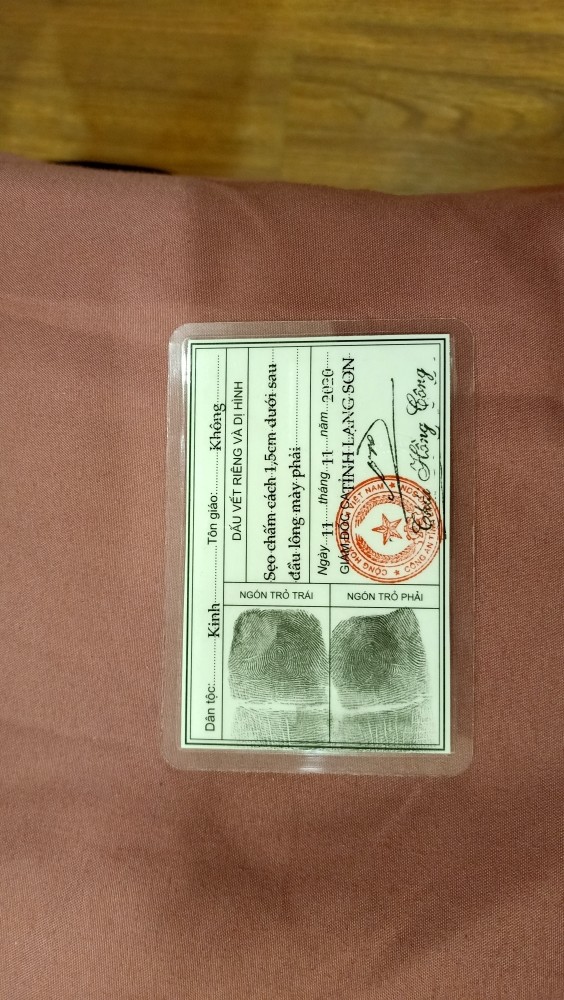 Dân tộc: Kinh Tôn giáo: Không
DẤU VẾT RIÊNG VÀ DỊ HÌNH
Sẹo chấm cách 1,5cm dưới sau
đầu lông mày phải
Ngày 11 tháng 11 năm 2020
GIÁM ĐỐC CA TỈNH LẠNG SƠN
NGÓN TRỎ TRÁI
NGÓN TRỎ PHẢI